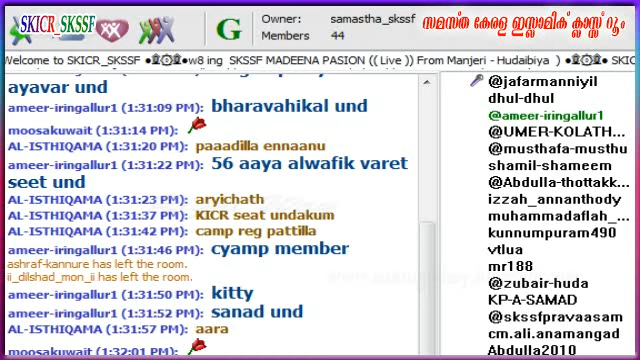 SKICR_SKSSF
G
Owner: samastha_skssf
Members 44
സമസ്ത കേരള ഇസ്ലാമിക് ക്ലാസ്സ് റൂം
Welcome to SKICR_SKSSF ●۩۞۩●w8 ing SKSSF MADEENA PASION (( Live )) From Manjeri - Hudaibiya ) ●۩۞۩● SKIC
ayavar und
ameer-iringallur1 (1:31:09 PM): bharavahikal und
moosakuwait (1:31:14 PM):
AL-ISTHIQAMA (1:31:20 PM): paaadilla ennaanu
ameer-iringallur1 (1:31:22 PM): 56 aaya alwafik varet
seet und
AL-ISTHIQAMA (1:31:23 PM): aryichath
AL-ISTHIQAMA (1:31:37 PM): KICR seat undakum
AL-ISTHIQAMA (1:31:42 PM): camp reg pattilla
ameer-iringallur1 (1:31:46 PM): cyamp member
ashraf-kannure has left the room.
ii_dilshad_mon_ii has left the room.
ameer-iringallur1 (1:31:50 PM): kitty
ameer-iringallur1 (1:31:52 PM): sanad und
AL-ISTHIQAMA (1:31:57 PM): aara
moosakuwait (1:32:01 PM):
@jafarmanniyil
dhul-dhul
@ameer-iringallur1
@UMER-KOLATH...
@musthafa-musthu
shamil-shameem
@Abdulla-thottakk...
izzah_annanthody
muhammadaflah_...
kunnumpuram490
vtlua
mr188
@zubair-huda
KP-A-SAMAD
@skssfpravaasam
cm.ali.anamangad
Abdulla2010